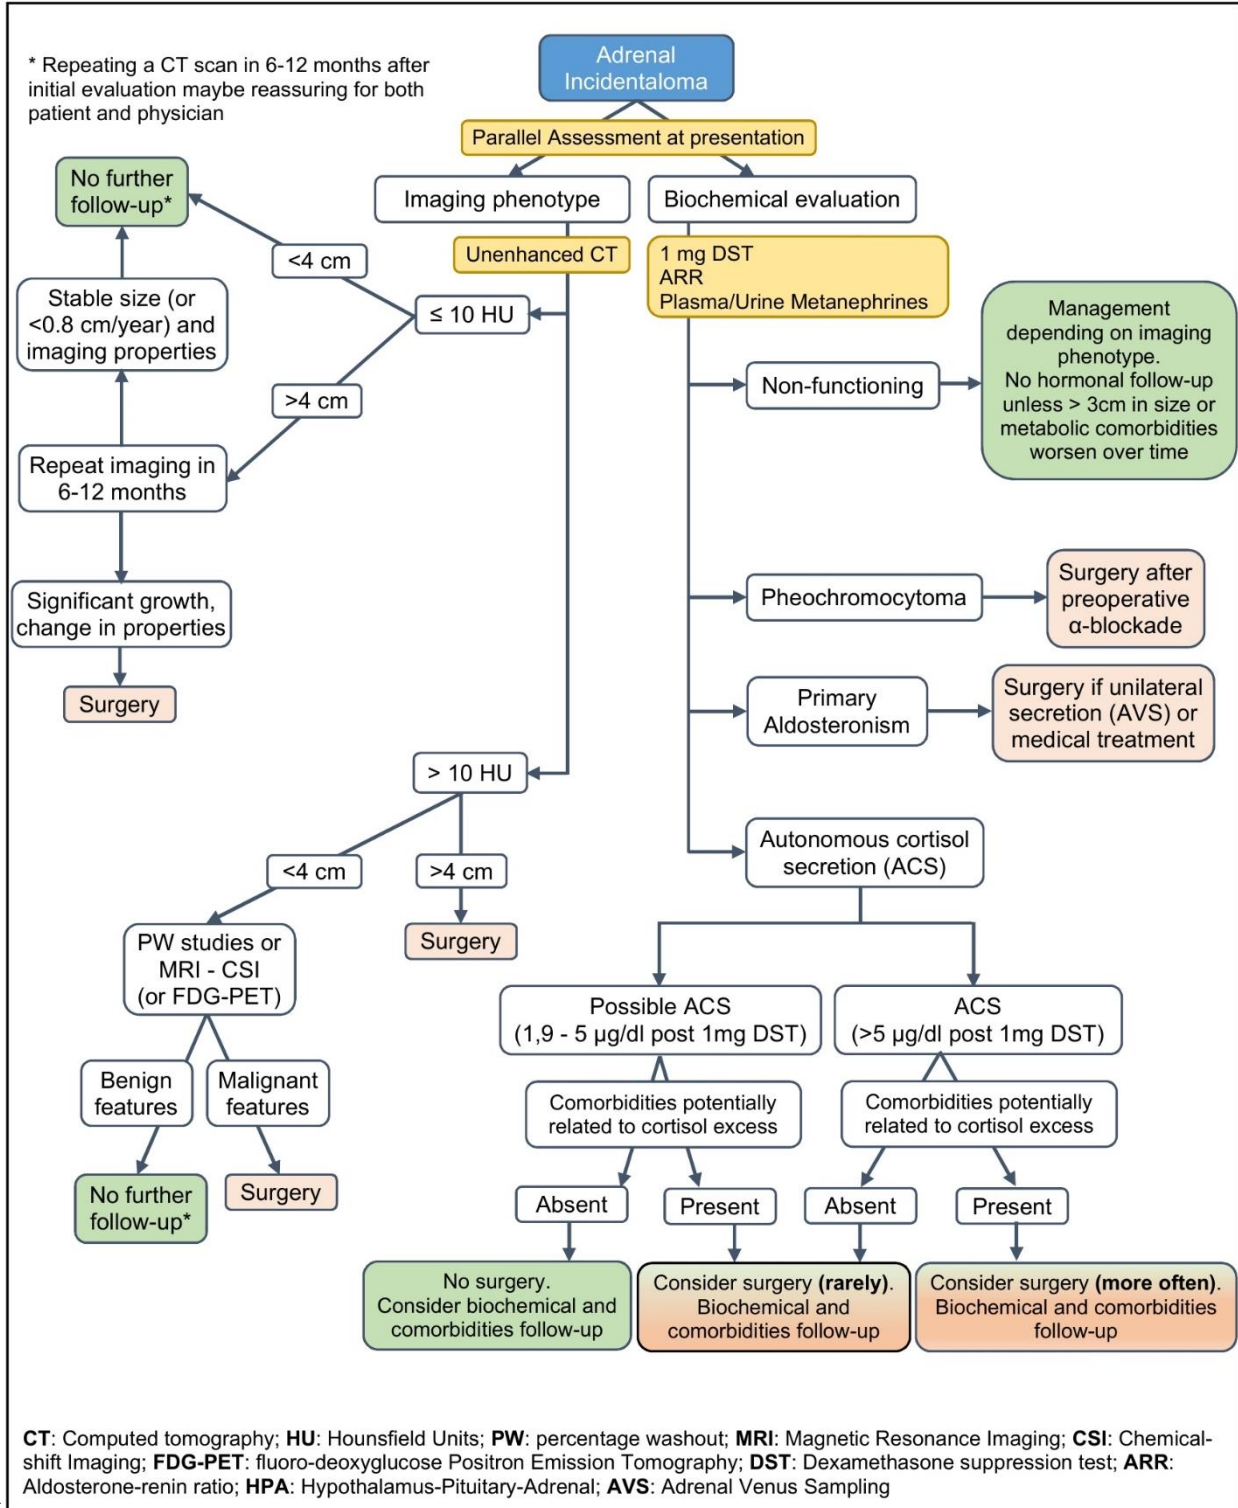 * Repeating a CT scan in 6-12 months after
initial evaluation maybe reassuring for both
patient and physician
Adrenal
Incidentaloma
Parallel Assessment at presentation
Imaging phenotype
Biochemical evaluation
Unenhanced CT
1 mg DST
ARR
Plasma/Urine Metanephrines
No further
follow-up*
<4 cm
≤ 10 HU
Stable size (or
<0.8 cm/year) and
imaging properties
>4 cm
Repeat imaging in
6-12 months
Significant growth,
change in properties
Surgery
Non-functioning
Management
depending on imaging
phenotype.
No hormonal follow-up
unless > 3cm in size or
metabolic comorbidities
worsen over time
Pheochromocytoma
Surgery after
preoperative
α-blockade
Primary
Aldosteronism
Surgery if unilateral
secretion (AVS) or
medical treatment
> 10 HU
<4 cm
>4 cm
Surgery
PW studies or
MRI - CSI
(or FDG-PET)
Benign
features
Malignant
features
No further
follow-up*
Surgery
Autonomous cortisol
secretion (ACS)
Possible ACS
(1,9 - 5 µg/dl post 1mg DST)
ACS
(>5 µg/dl post 1mg DST)
Comorbidities potentially
related to cortisol excess
Comorbidities potentially
related to cortisol excess
Absent
Present
Absent
Present
No surgery.
Consider biochemical and
comorbidities follow-up
Consider surgery (rarely).
Biochemical and
comorbidities follow-up
Consider surgery (more often).
Biochemical and comorbidities
follow-up
CT: Computed tomography; HU: Hounsfield Units; PW: percentage washout; MRI: Magnetic Resonance Imaging; CSI: Chemical-
shift Imaging; FDG-PET: fluoro-deoxyglucose Positron Emission Tomography; DST: Dexamethasone suppression test; ARR:
Aldosterone-renin ratio; HPA: Hypothalamus-Pituitary-Adrenal; AVS: Adrenal Venus Sampling